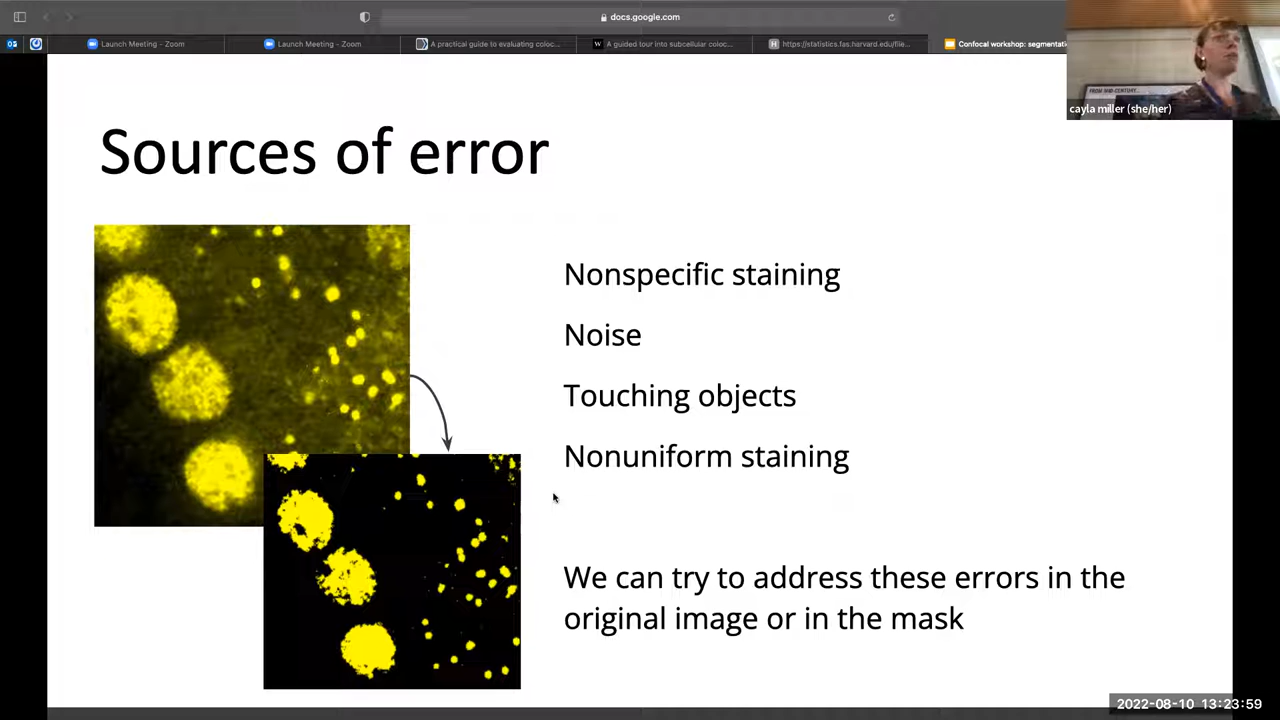 docs.google.com
Launch Meeting - Zoom
Launch Meeting - Zoom
A practical guide to evaluating coloc...
W A guided tour into subcellular coloc...
H https://statistics.fas.harvard.edu/file...
Confocal workshop: segmentati
FROM MID-CENTURY...
cayla miller (she/her)
Sources of error
Nonspecific staining
Noise
Touching objects
Nonuniform staining
We can try to address these errors in the
original image or in the mask
2022-08-10 13:23:59